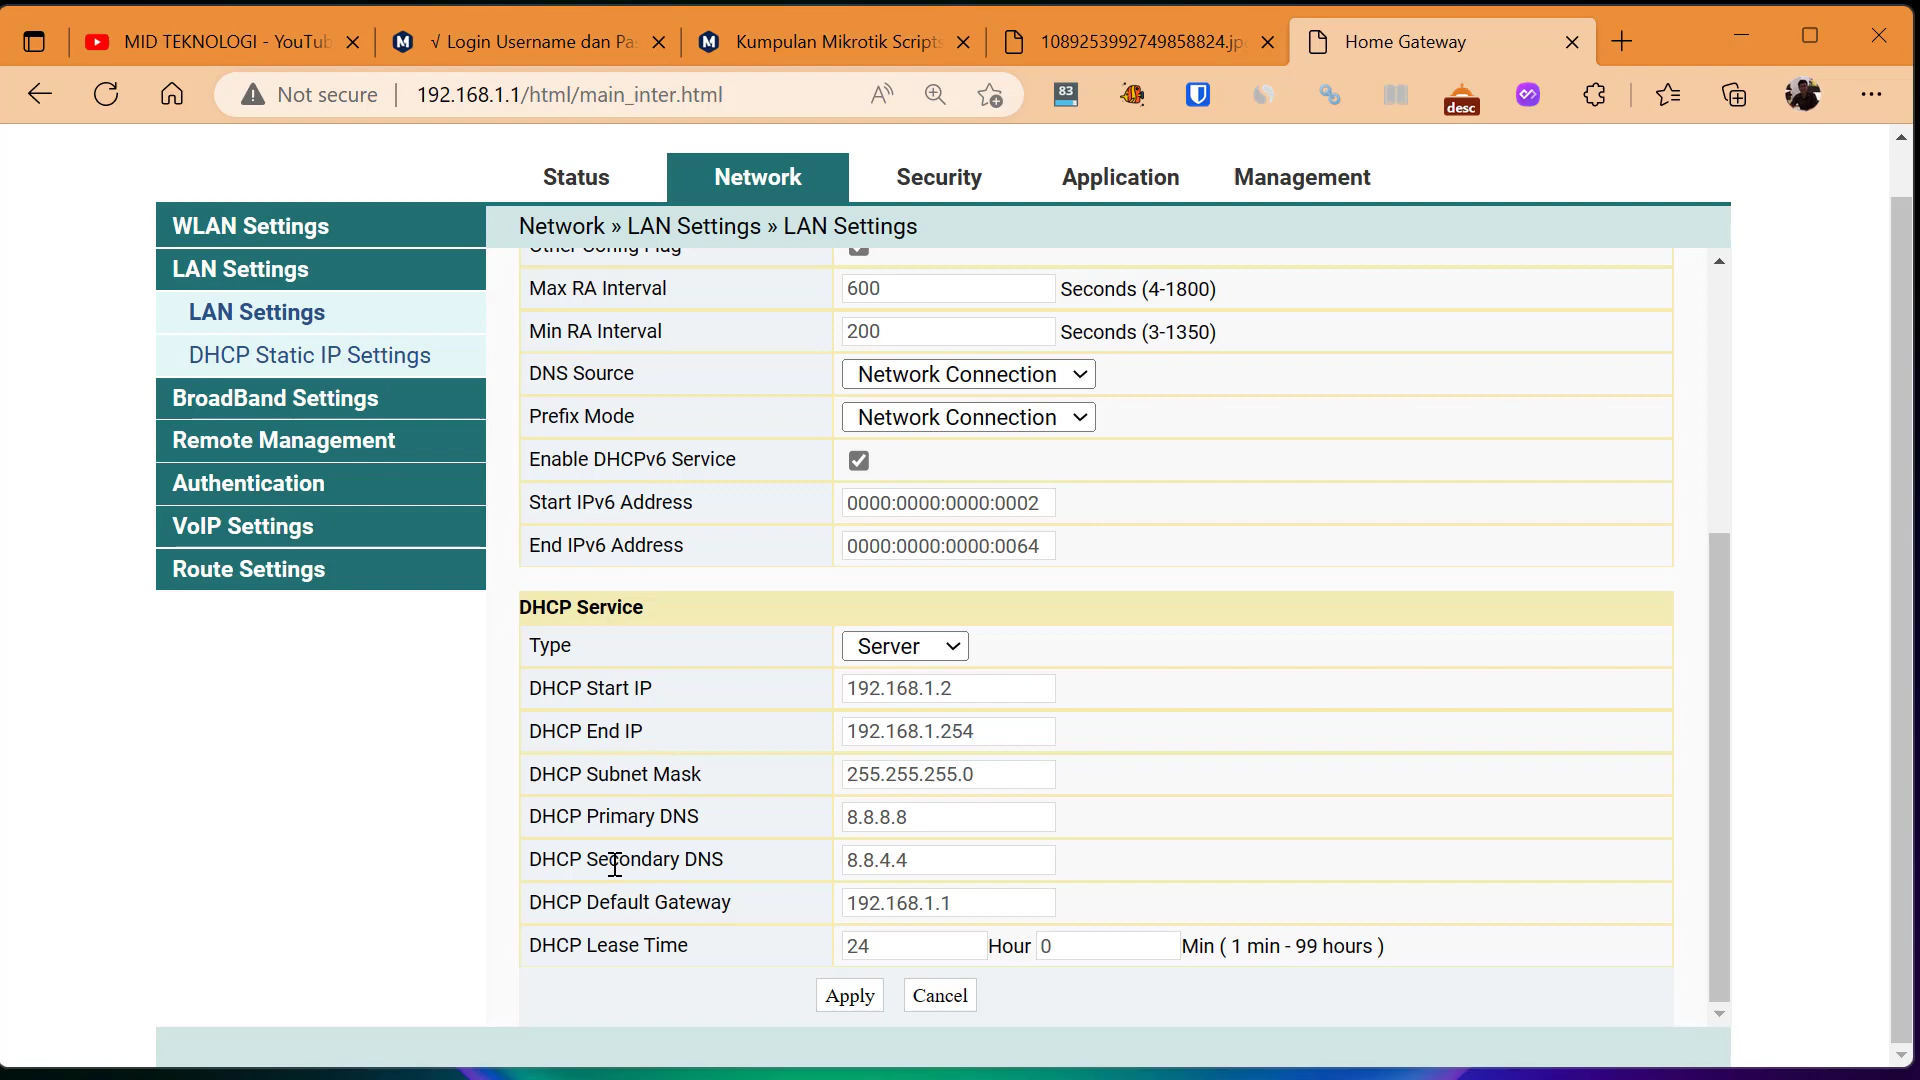 MID TEKNOLOGI - YouTub
√ Login Username dan Pa
Kumpulan Mikrotik Scripts
1089253992749858824.jp
Home Gateway
Not secure
192.168.1.1/html/main_inter.html
83
desc
Status
Network
Security
Application
Management
WLAN Settings
LAN Settings
LAN Settings
DHCP Static IP Settings
BroadBand Settings
Remote Management
Authentication
VoIP Settings
Route Settings
Network » LAN Settings » LAN Settings
Other Config Flag
Max RA Interval 600 Seconds (4-1800)
Min RA Interval 200 Seconds (3-1350)
DNS Source Network Connection
Prefix Mode Network Connection
Enable DHCPv6 Service
Start IPv6 Address 0000:0000:0000:0002
End IPv6 Address 0000:0000:0000:0064
DHCP Service
Type Server
DHCP Start IP 192.168.1.2
DHCP End IP 192.168.1.254
DHCP Subnet Mask 255.255.255.0
DHCP Primary DNS 8.8.8.8
DHCP Secondary DNS 8.8.4.4
DHCP Default Gateway 192.168.1.1
DHCP Lease Time 24 Hour 0 Min ( 1 min - 99 hours )
Apply Cancel